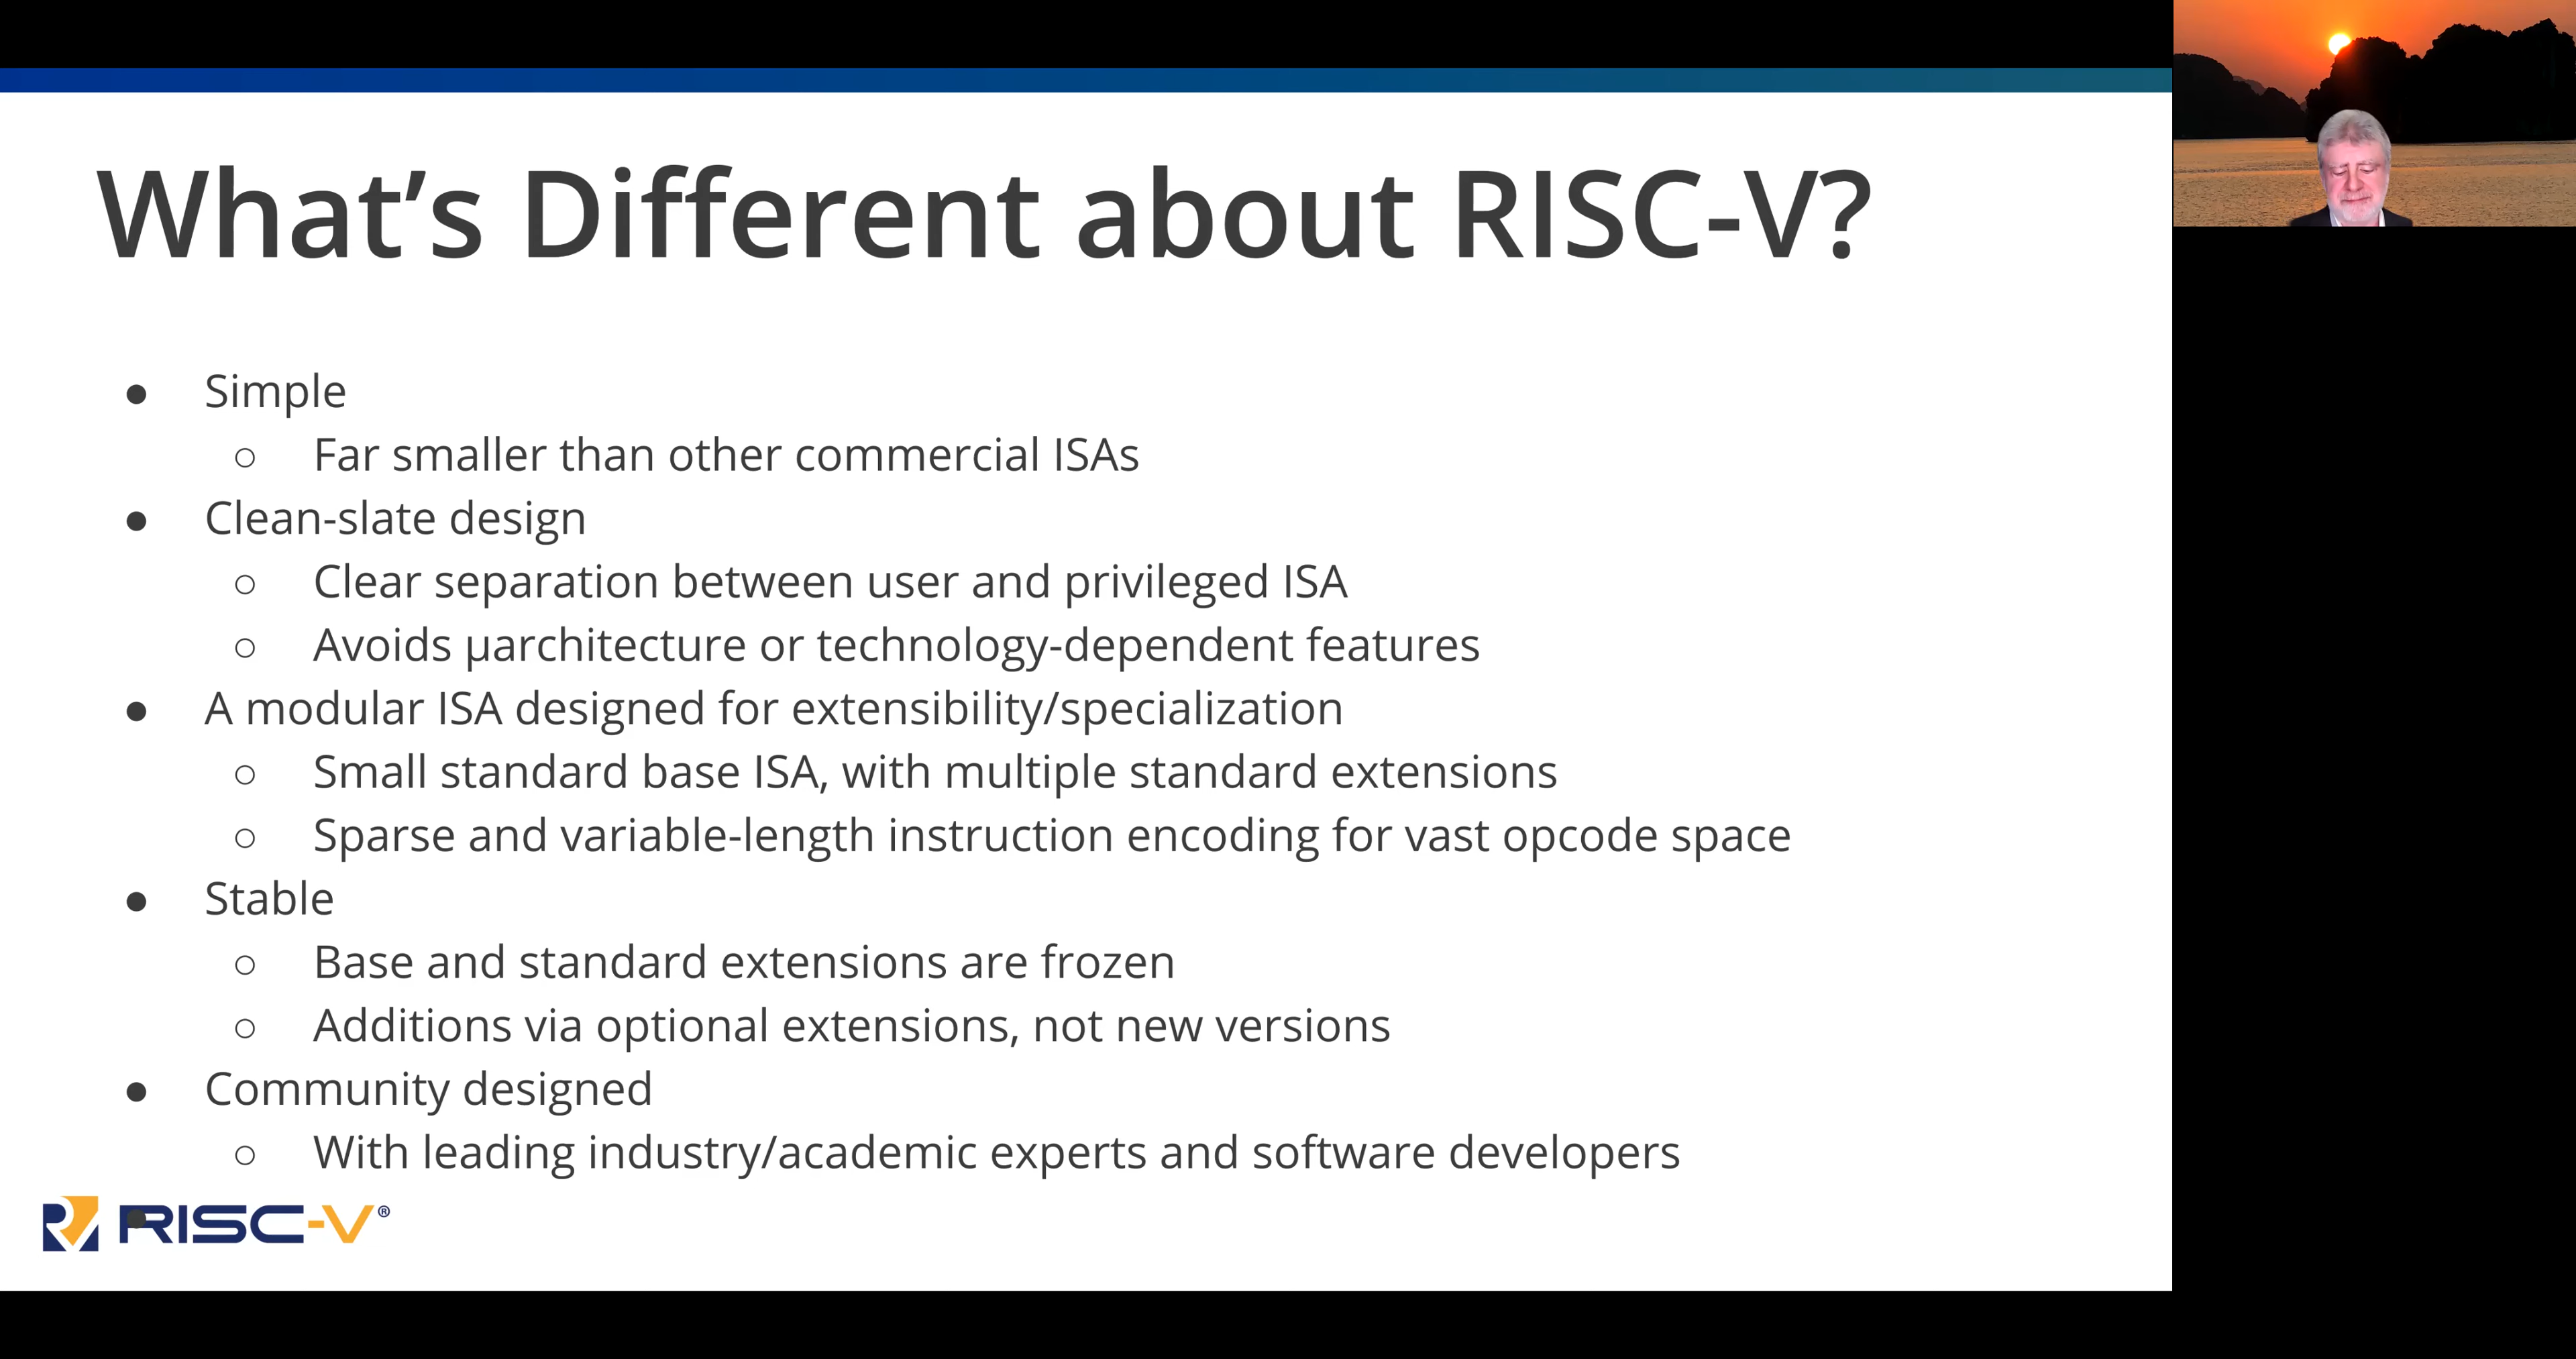 What’s Different about RISC-V?
● Simple
○ Far smaller than other commercial ISAs
● Clean-slate design
○ Clear separation between user and privileged ISA
○ Avoids µarchitecture or technology-dependent features
● A modular ISA designed for extensibility/specialization
○ Small standard base ISA, with multiple standard extensions
○ Sparse and variable-length instruction encoding for vast opcode space
● Stable
○ Base and standard extensions are frozen
○ Additions via optional extensions, not new versions
● Community designed
○ With leading industry/academic experts and software developers
RISC-V®